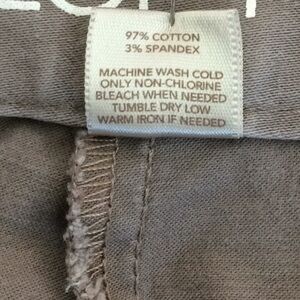 97% COTTON
3% SPANDEX
MACHINE WASH COLD
ONLY NON-CHLORINE
BLEACH WHEN NEEDED
TUMBLE DRY LOW
WARM IRON IF NEEDED